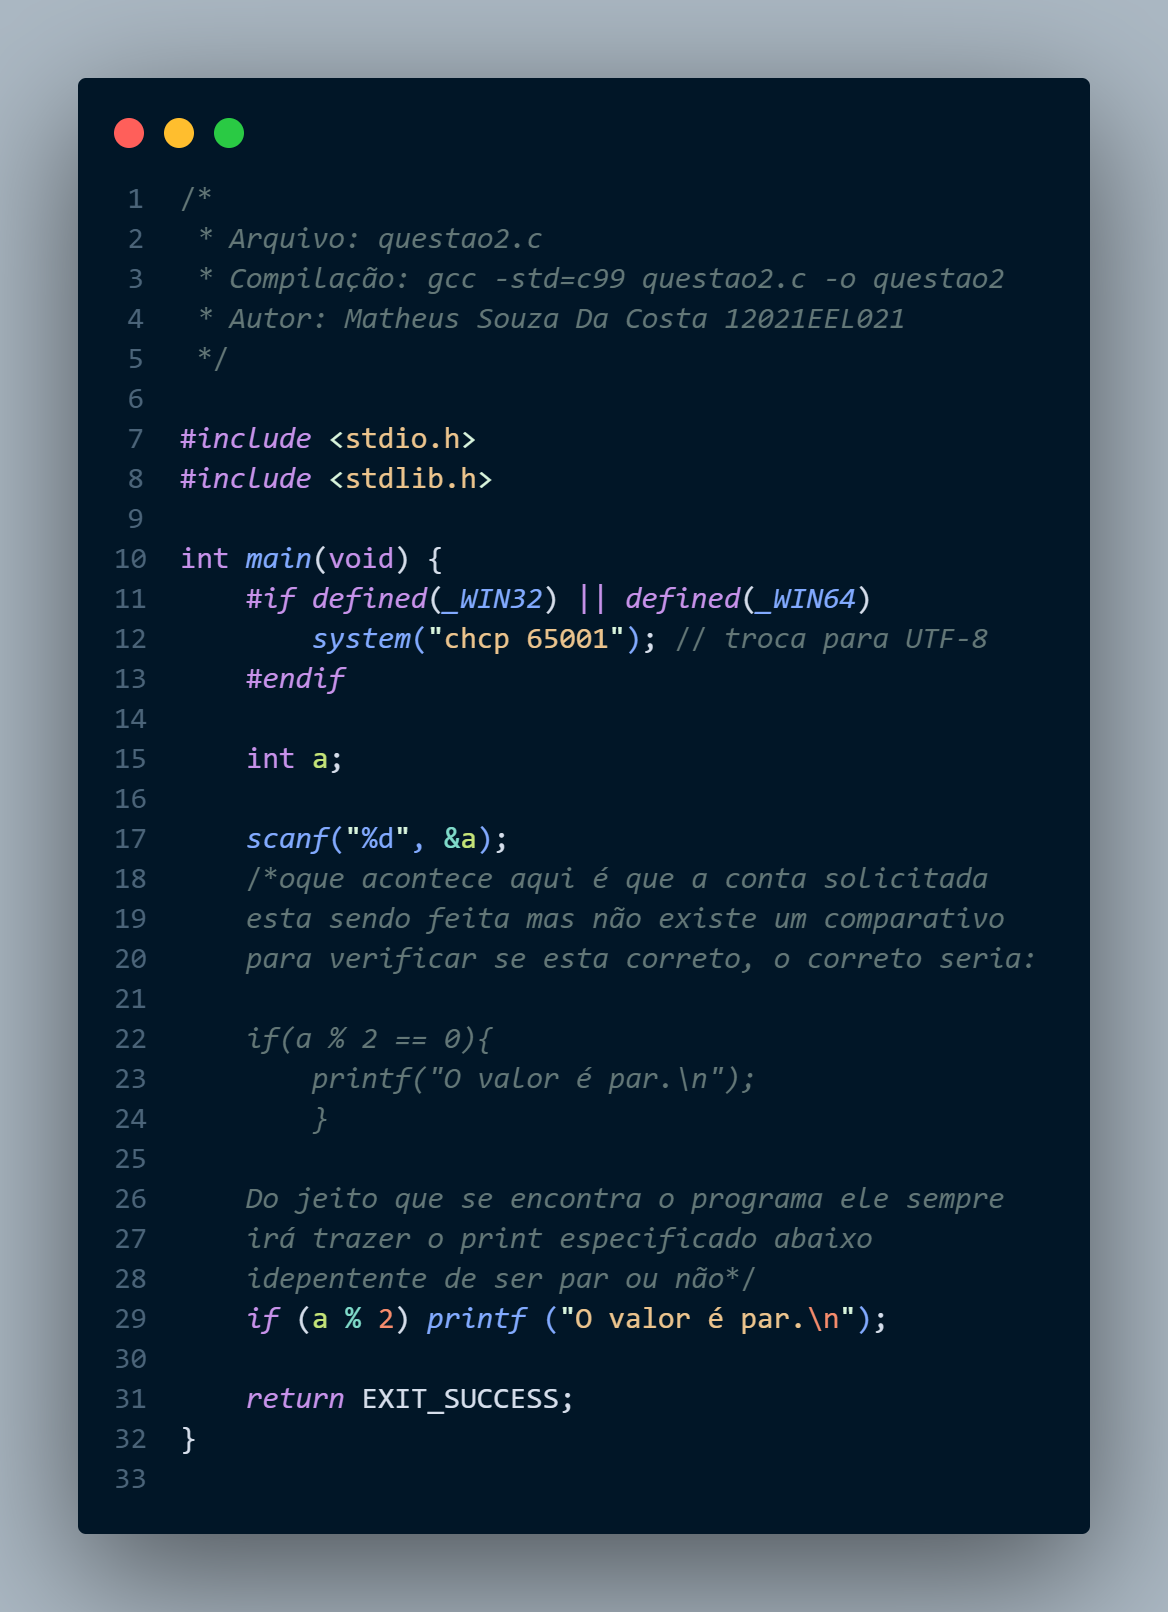 1 /*
2  * Arquivo: questao2.c
3  * Compilação: gcc -std=c99 questao2.c -o questao2
4  * Autor: Matheus Souza Da Costa 12021EEL021
5  */
6
7 #include <stdio.h>
8 #include <stdlib.h>
9
10 int main(void) {
11     #if defined(_WIN32) || defined(_WIN64)
12         system("chcp 65001"); // troca para UTF-8
13     #endif
14
15     int a;
16
17     scanf("%d", &a);
18     /*oque acontece aqui é que a conta solicitada
19     esta sendo feita mas não existe um comparativo
20     para verificar se esta correto, o correto seria:
21
22     if(a % 2 == 0){
23         printf("O valor é par.\n");
24         }
25
26     Do jeito que se encontra o programa ele sempre
27     irá trazer o print especificado abaixo
28     idepentente de ser par ou não*/
29     if (a % 2) printf ("O valor é par.\n");
30
31     return EXIT_SUCCESS;
32 }
33